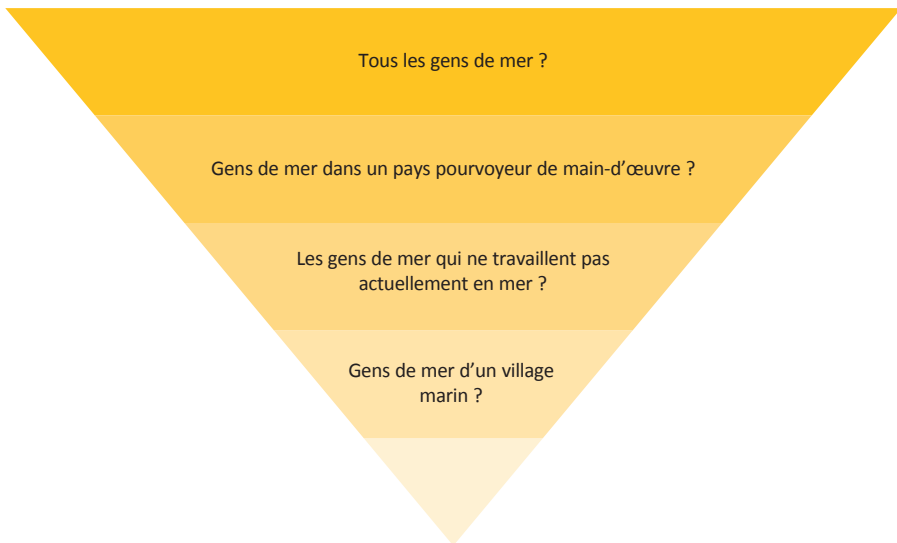 Tous les gens de mer ?
Gens de mer dans un pays pourvoyeur de main-d’œuvre ?
Les gens de mer qui ne travaillent pas
actuellement en mer ?
Gens de mer d’un village
marin ?